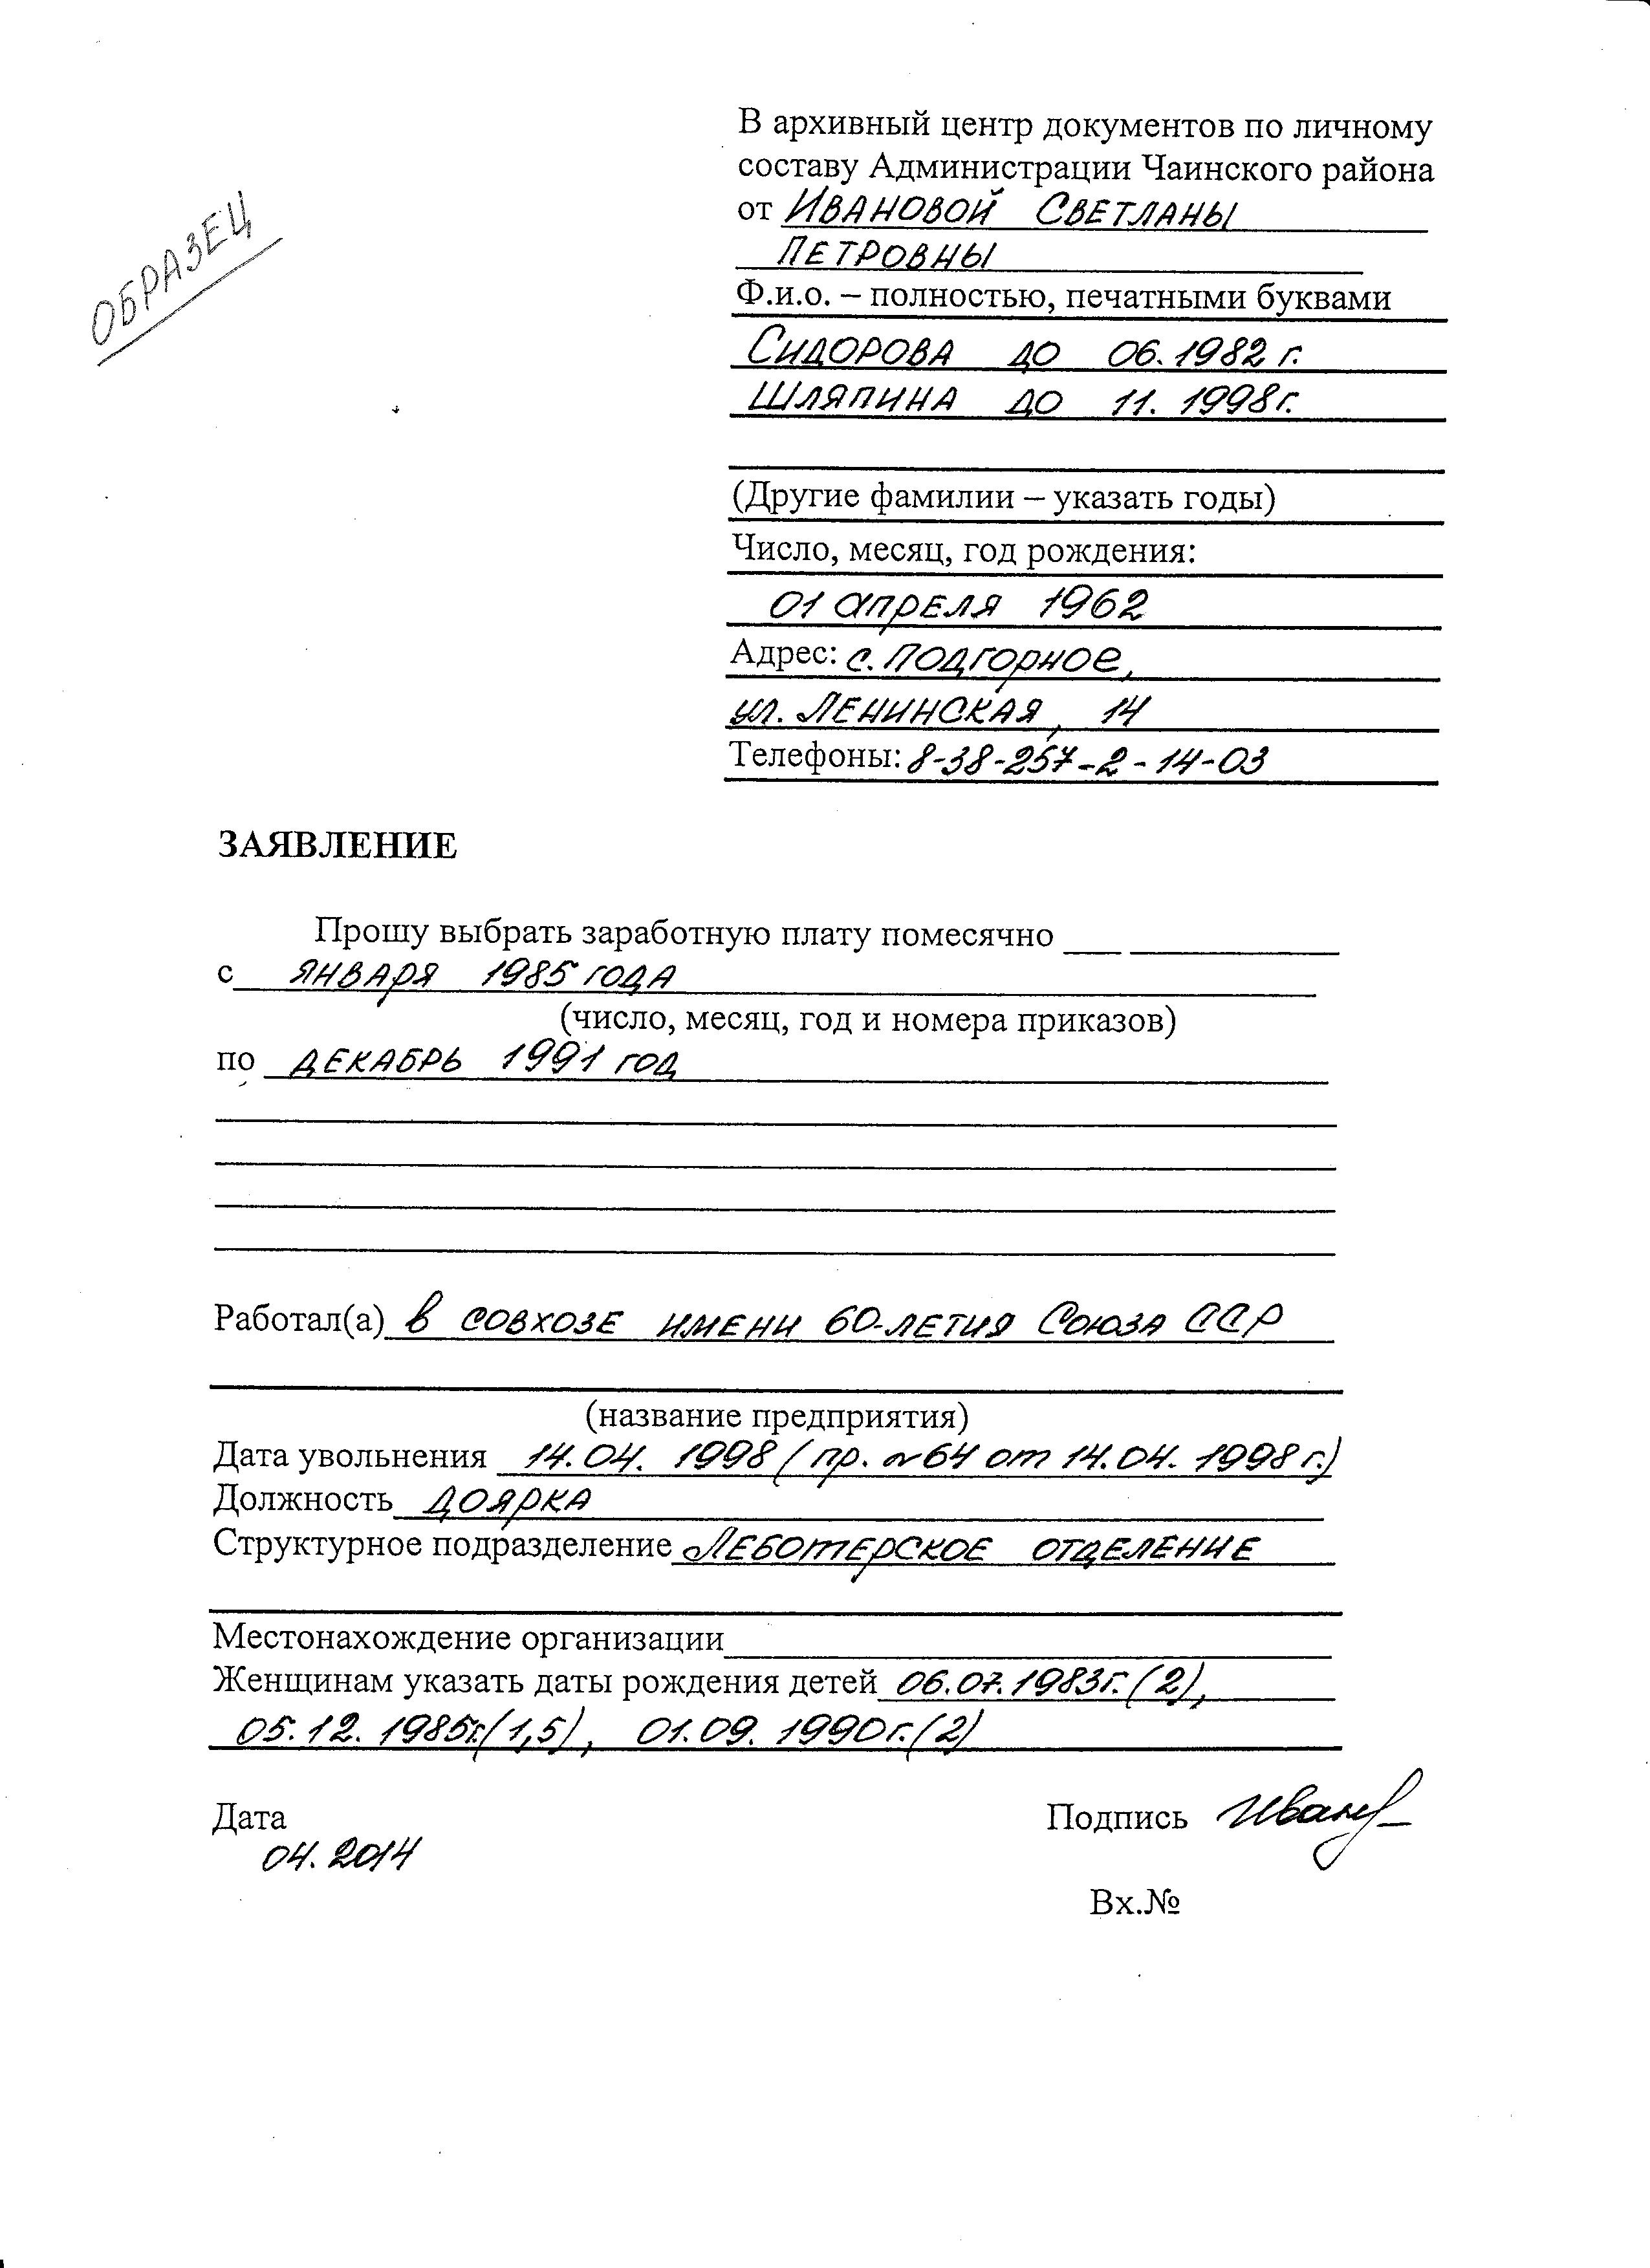 В архивный центр документов по личному
составу Администрации Чаинского района
от ИВАНОВОЙ СВЕТЛАНЫ
ПЕТРОВНЫ
ОБРАЗЕЦ
Ф.и.о. – полностью, печатными буквами
СИДОРОВА ДО 06.1982 г.
ШЛЯПИНА ДО 11. 1998г.
(Другие фамилии – указать годы)
Число, месяц, год рождения:
01 апреля 1962
Адрес: с. ПОДГОРНОЕ,
ул. ЛЕНИНСКАЯ, 14
Телефоны: 8-38-257-2-14-03
ЗАЯВЛЕНИЕ
Прошу выбрать заработную плату помесячно ___ ___________
с ЯНВАРЯ 1985 ГОДА
(число, месяц, год и номера приказов)
по ДЕКАБРЬ 1991 ГОД
Работал(а) в совхозе имени 60-летия Союза ССР
(название предприятия)
Дата увольнения 14.04. 1998 (пр. №64 от 14.04. 1998 г.)
Должность ДОЯРКА
Структурное подразделение ЛЕБОТЕРСКОЕ ОТДЕЛЕНИЕ
Местонахождение организации
Женщинам указать даты рождения детей 06.07.1983г.(2),
05.12. 1985г.(1,5), 01.09. 1990г.(2)
Дата Подпись Иван
04.2014
Вх.№